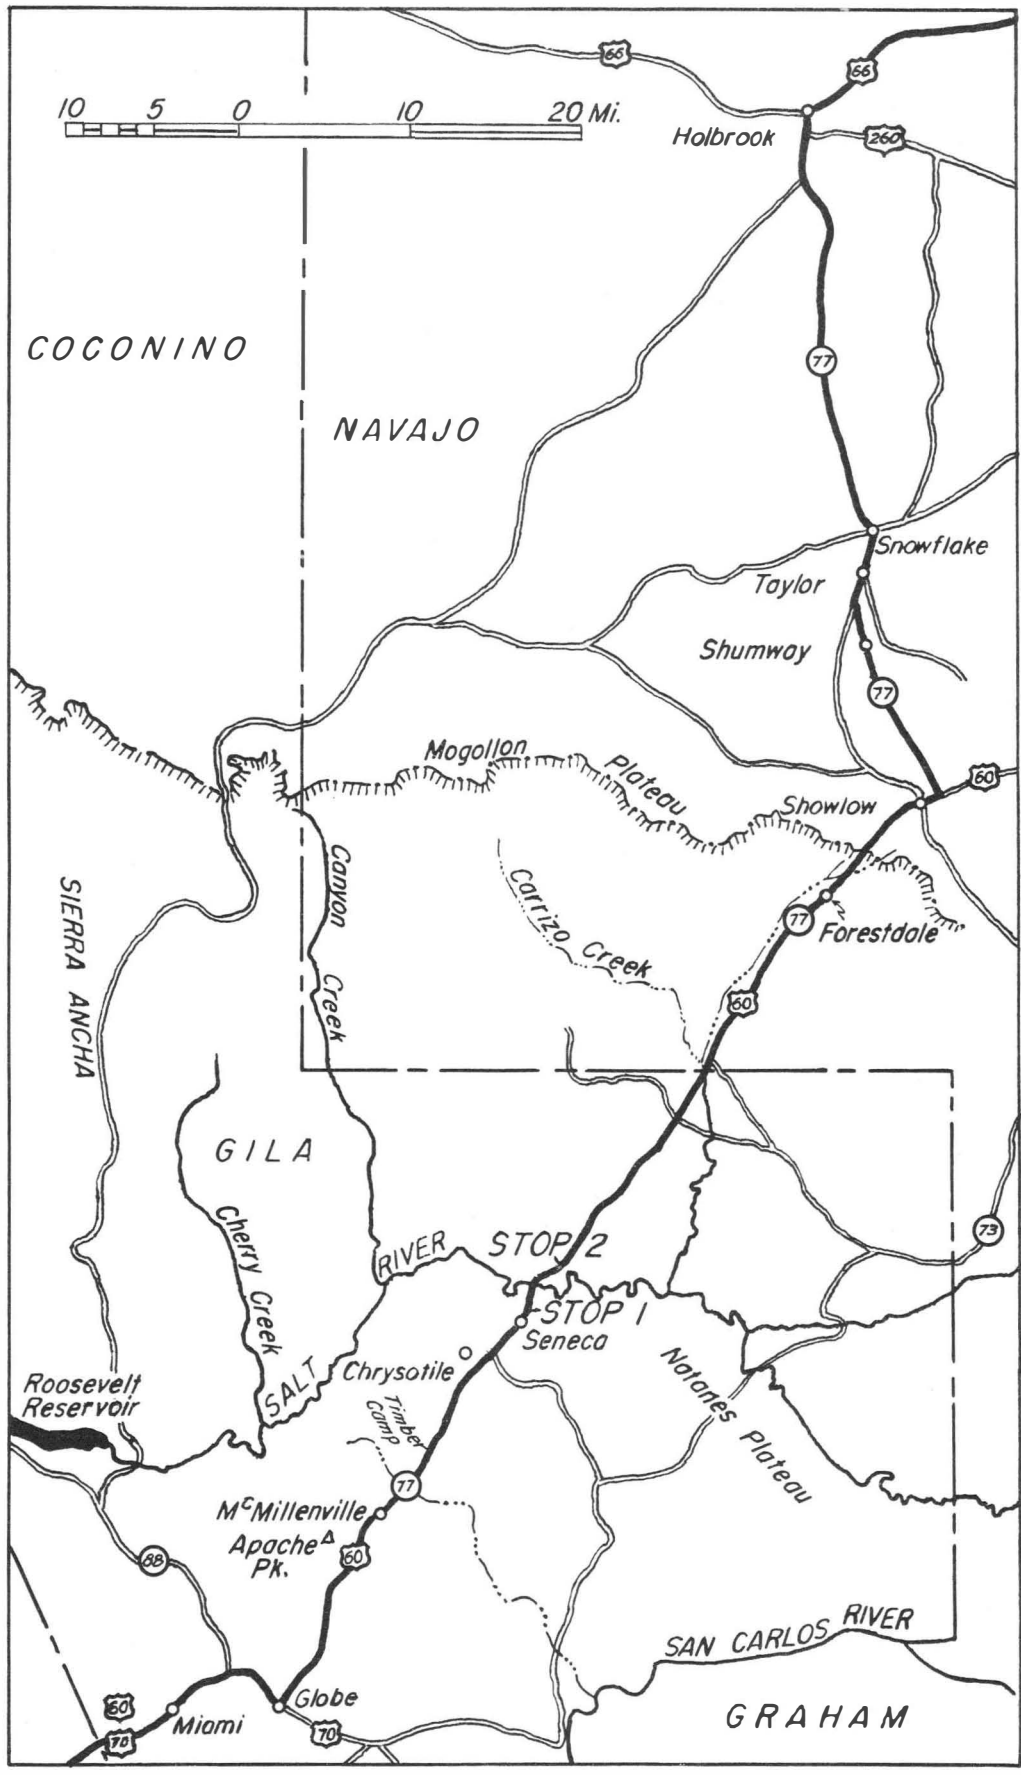 66
66
10 5 0 10 20 Mi.
Holbrook
260
COCONINO
77
NAVAJO
Snowflake
Taylor
Shumway
77
Mogollon
Plateau
60
Showlow
Canyon
Creek
SIERRA ANCHA
Carrizo Creek
77
Forestdale
60
GILA
Cherry Creek
RIVER
STOP 2
73
STOP 1
Seneca
Chrysotile
SALT
Natanes Plateau
Roosevelt
Reservoir
Timber
Camp
77
McMillenville
Apache
Pk.
60
88
SAN CARLOS RIVER
Globe
60
70
Miami
70
GRAHAM